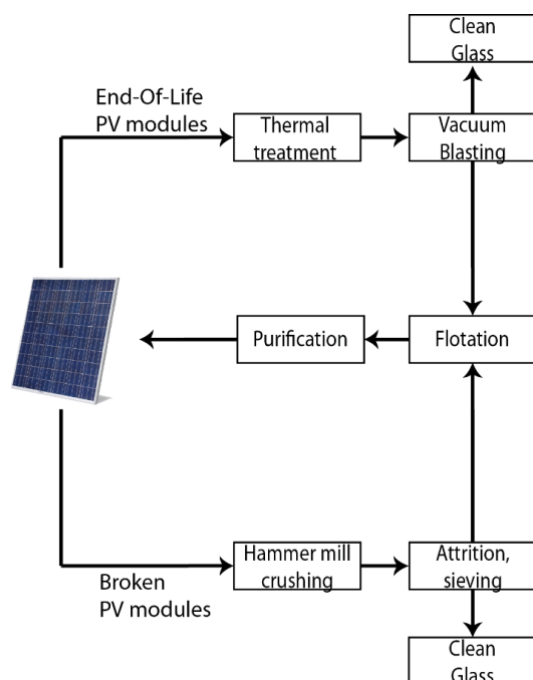 Clean
Glass
End-Of-Life
PV modules
Thermal
treatment
Vacuum
Blasting
Purification
Flotation
Hammer mill
crushing
Attrition,
sieving
Broken
PV modules
Clean
Glass